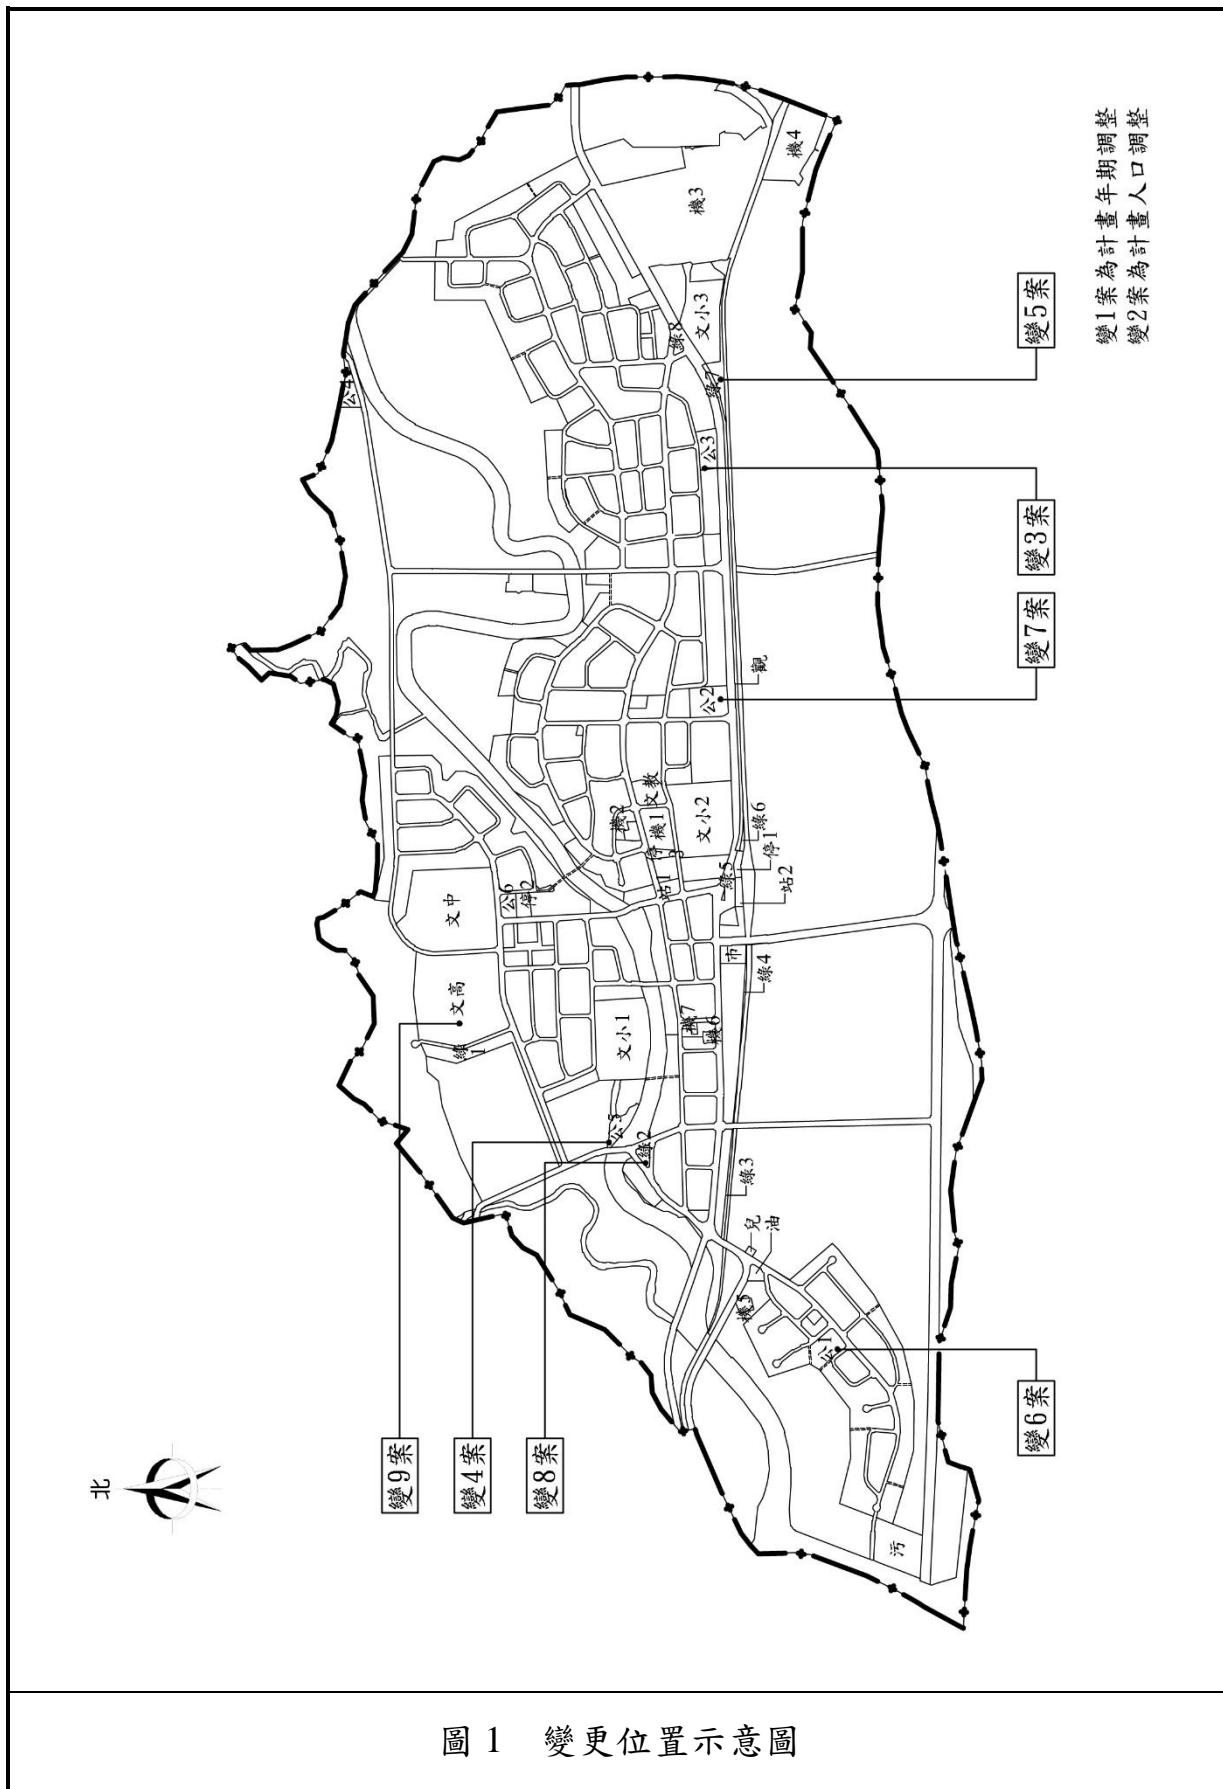 北
變9案
變4案
變8案
變6案
變7案
變3案
變5案
變1案為計畫年期調整
變2案為計畫人口調整
公4
機4
機3
文小3
綠8
綠7
公3
觀
公2
文教
機2
機1
文小2
綠6
停1
站2
綠5
站1
公6
停2
文中
文高
綠1
文小1
市
綠4
機7
機6
公5
綠2
綠3
兒
油
機5
公1
污
圖 1 變更位置示意圖